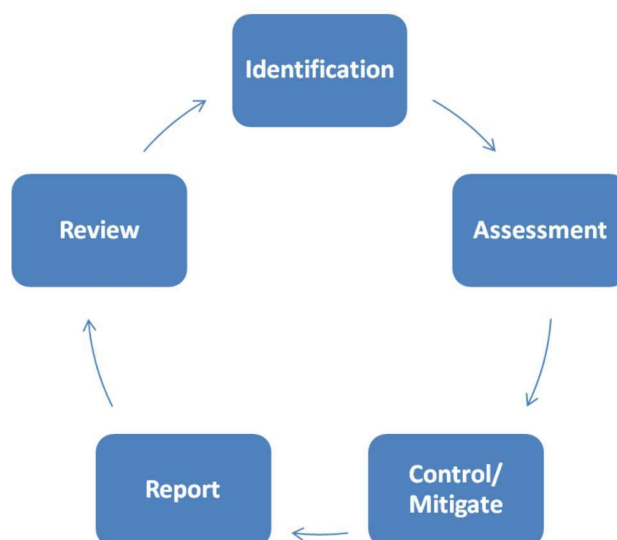 Identification
Assessment
Control/
Mitigate
Report
Review